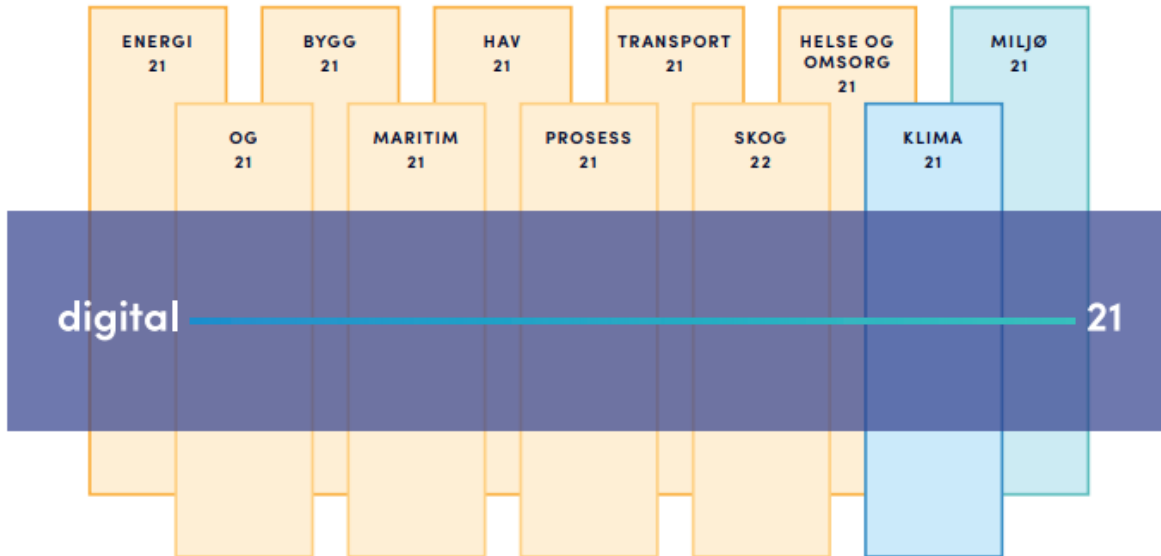 ENERGI
21
BYGG
21
HAV
21
TRANSPORT
21
HELSE OG
OMSORG
21
MILJØ
21
OG
21
MARITIM
21
PROSESS
21
SKOG
22
KLIMA
21
digital 21